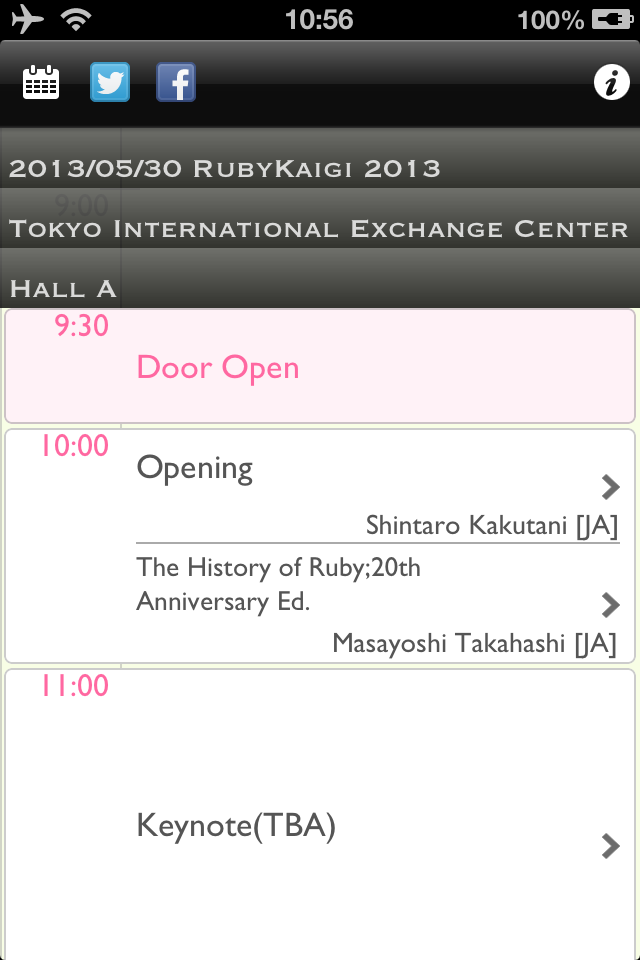 10:56
100%
2013/05/30 RubyKaigi 2013
9:00
Tokyo International Exchange Center
Hall A
9:30
Door Open
10:00
Opening
Shintaro Kakutani [JA]
The History of Ruby;20th
Anniversary Ed.
Masayoshi Takahashi [JA]
11:00
Keynote(TBA)